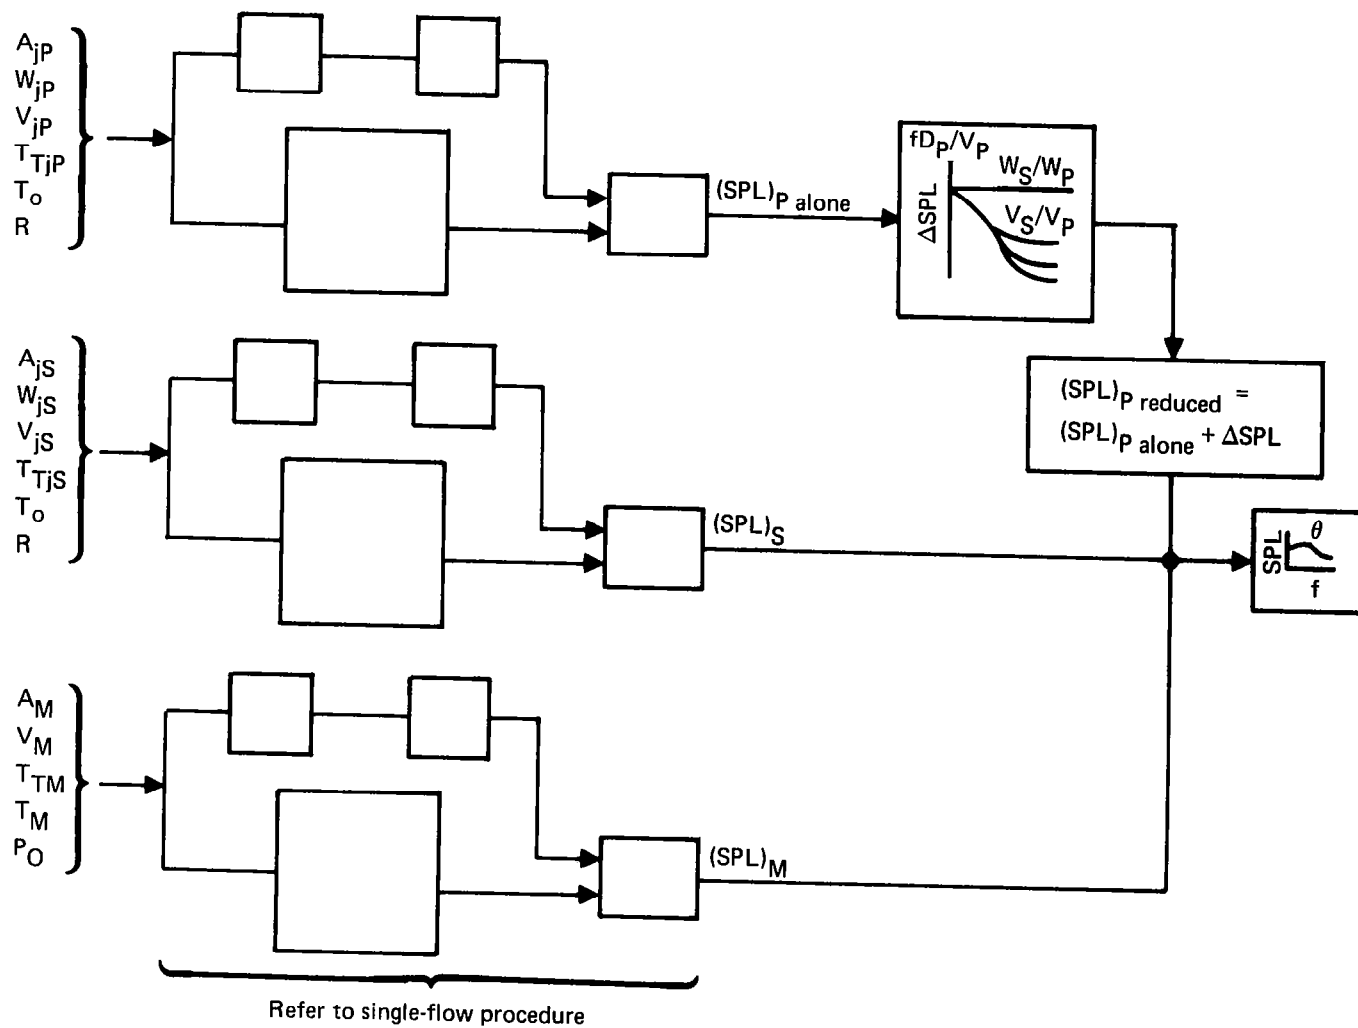 A_jP
W_jP
V_jP
T_TjP
T_o
R
(SPL)_P alone
fD_P/V_P
W_S/W_P
V_S/V_P
ΔSPL
(SPL)_P reduced =
(SPL)_P alone + ΔSPL
A_jS
W_jS
V_jS
T_TjS
T_o
R
(SPL)_S
SPL
θ
f
A_M
V_M
T_TM
T_M
P_O
(SPL)_M
Refer to single-flow procedure